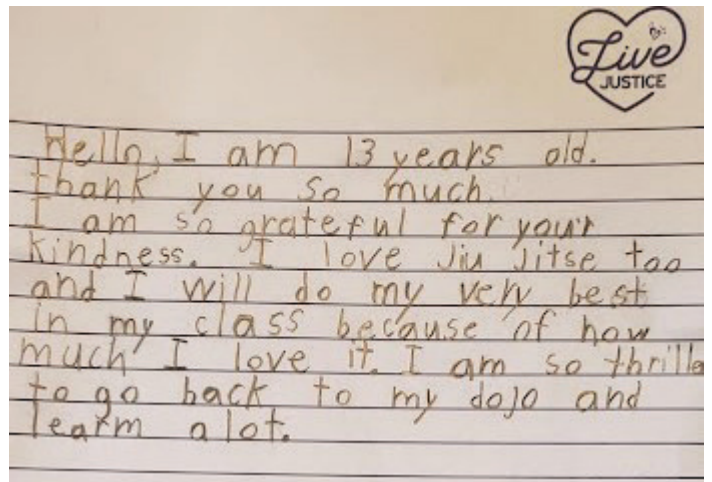 Live
JUSTICE
Hello, I am 13 years old.
thank you so much.
I am so grateful for your
kindness. I love Jiu Jitse too
and I will do my very best
in my class because of how
much I love it. I am so thrille
to go back to my dojo and
learm alot.